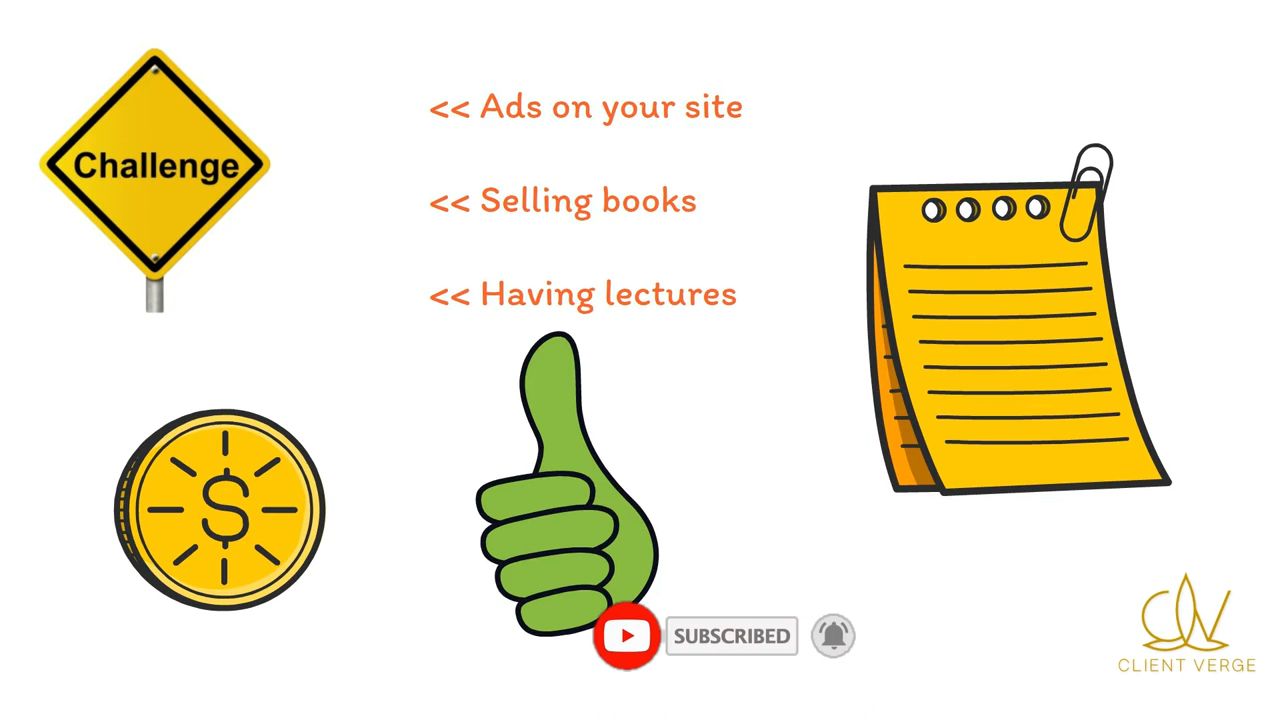 Challenge
<< Ads on your site
<< Selling books
<< Having lectures
$
SUBSCRIBED
CLIENT VERGE